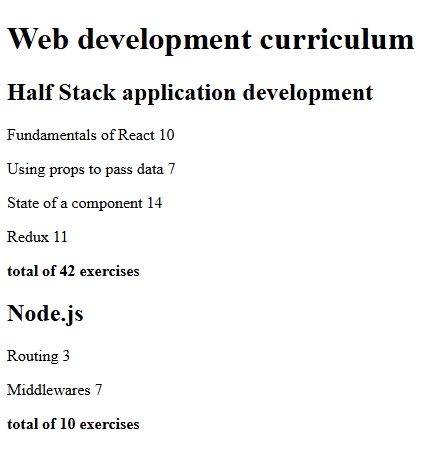 Web development curriculum
Half Stack application development
Fundamentals of React 10
Using props to pass data 7
State of a component 14
Redux 11
total of 42 exercises
Node.js
Routing 3
Middlewares 7
total of 10 exercises